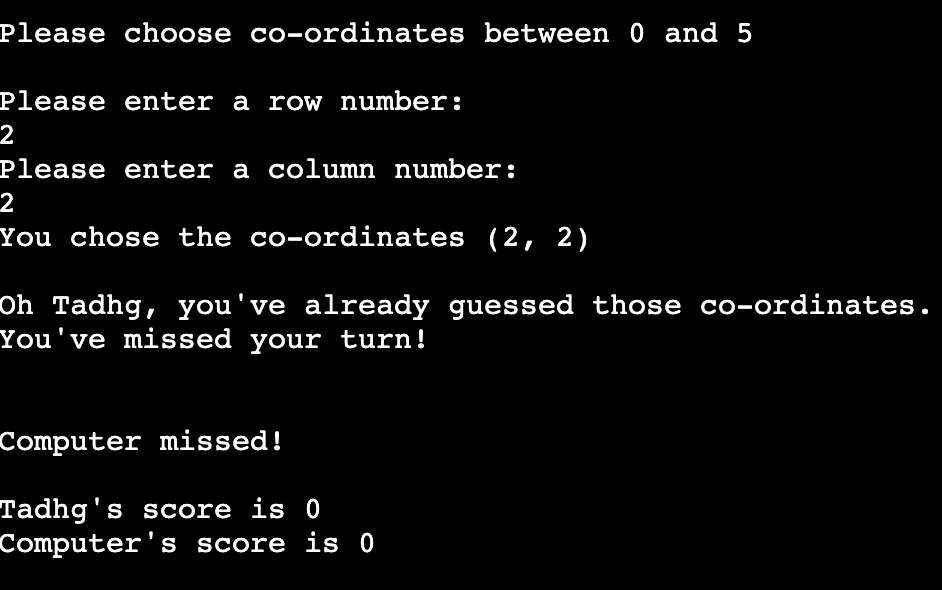 Please choose co-ordinates between 0 and 5
Please enter a row number:
2
Please enter a column number:
2
You chose the co-ordinates (2, 2)
Oh Tadhg, you've already guessed those co-ordinates.
You've missed your turn!
Computer missed!
Tadhg's score is 0
Computer's score is 0